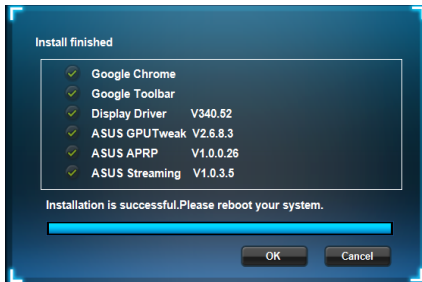 Install finished
Google Chrome
Google Toolbar
Display Driver V340.52
ASUS GPUTweak V2.6.8.3
ASUS APRP V1.0.0.26
ASUS Streaming V1.0.3.5
Installation is successful.Please reboot your system.
OK Cancel